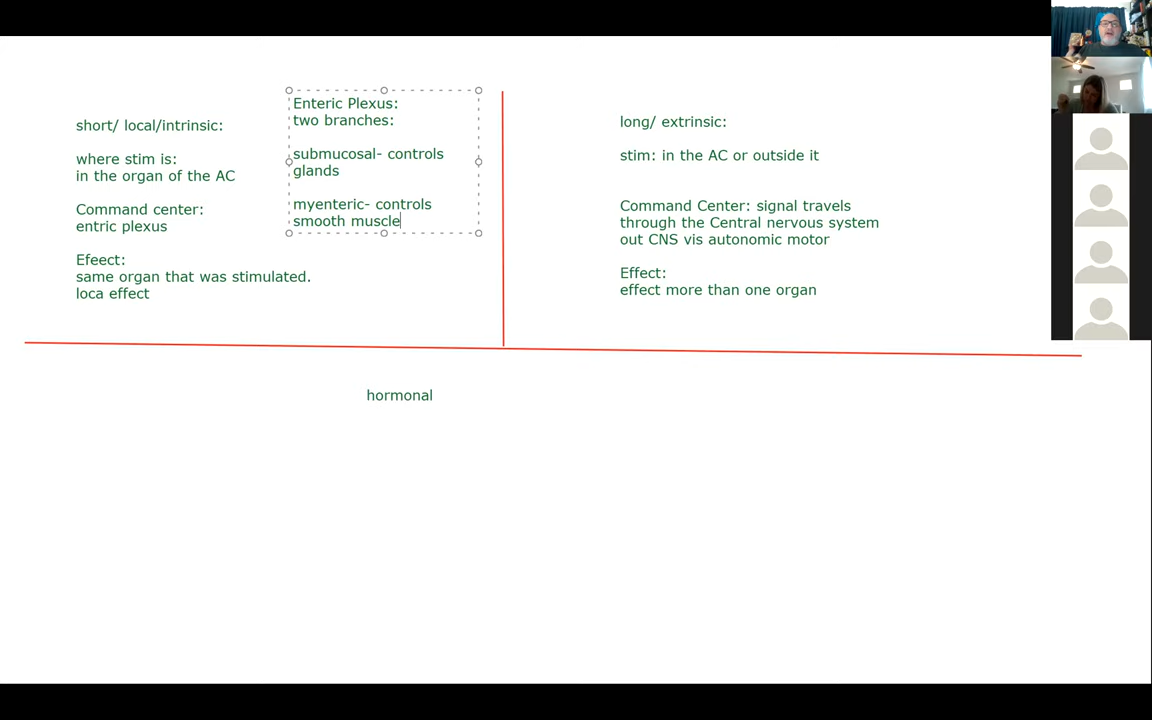 short/ local/intrinsic:
where stim is:
in the organ of the AC
Command center:
entric plexus
Efeect:
same organ that was stimulated.
loca effect
Enteric Plexus:
two branches:
submucosal- controls
glands
myenteric- controls
smooth muscle
long/ extrinsic:
stim: in the AC or outside it
Command Center: signal travels
through the Central nervous system
out CNS vis autonomic motor
Effect:
effect more than one organ
hormonal